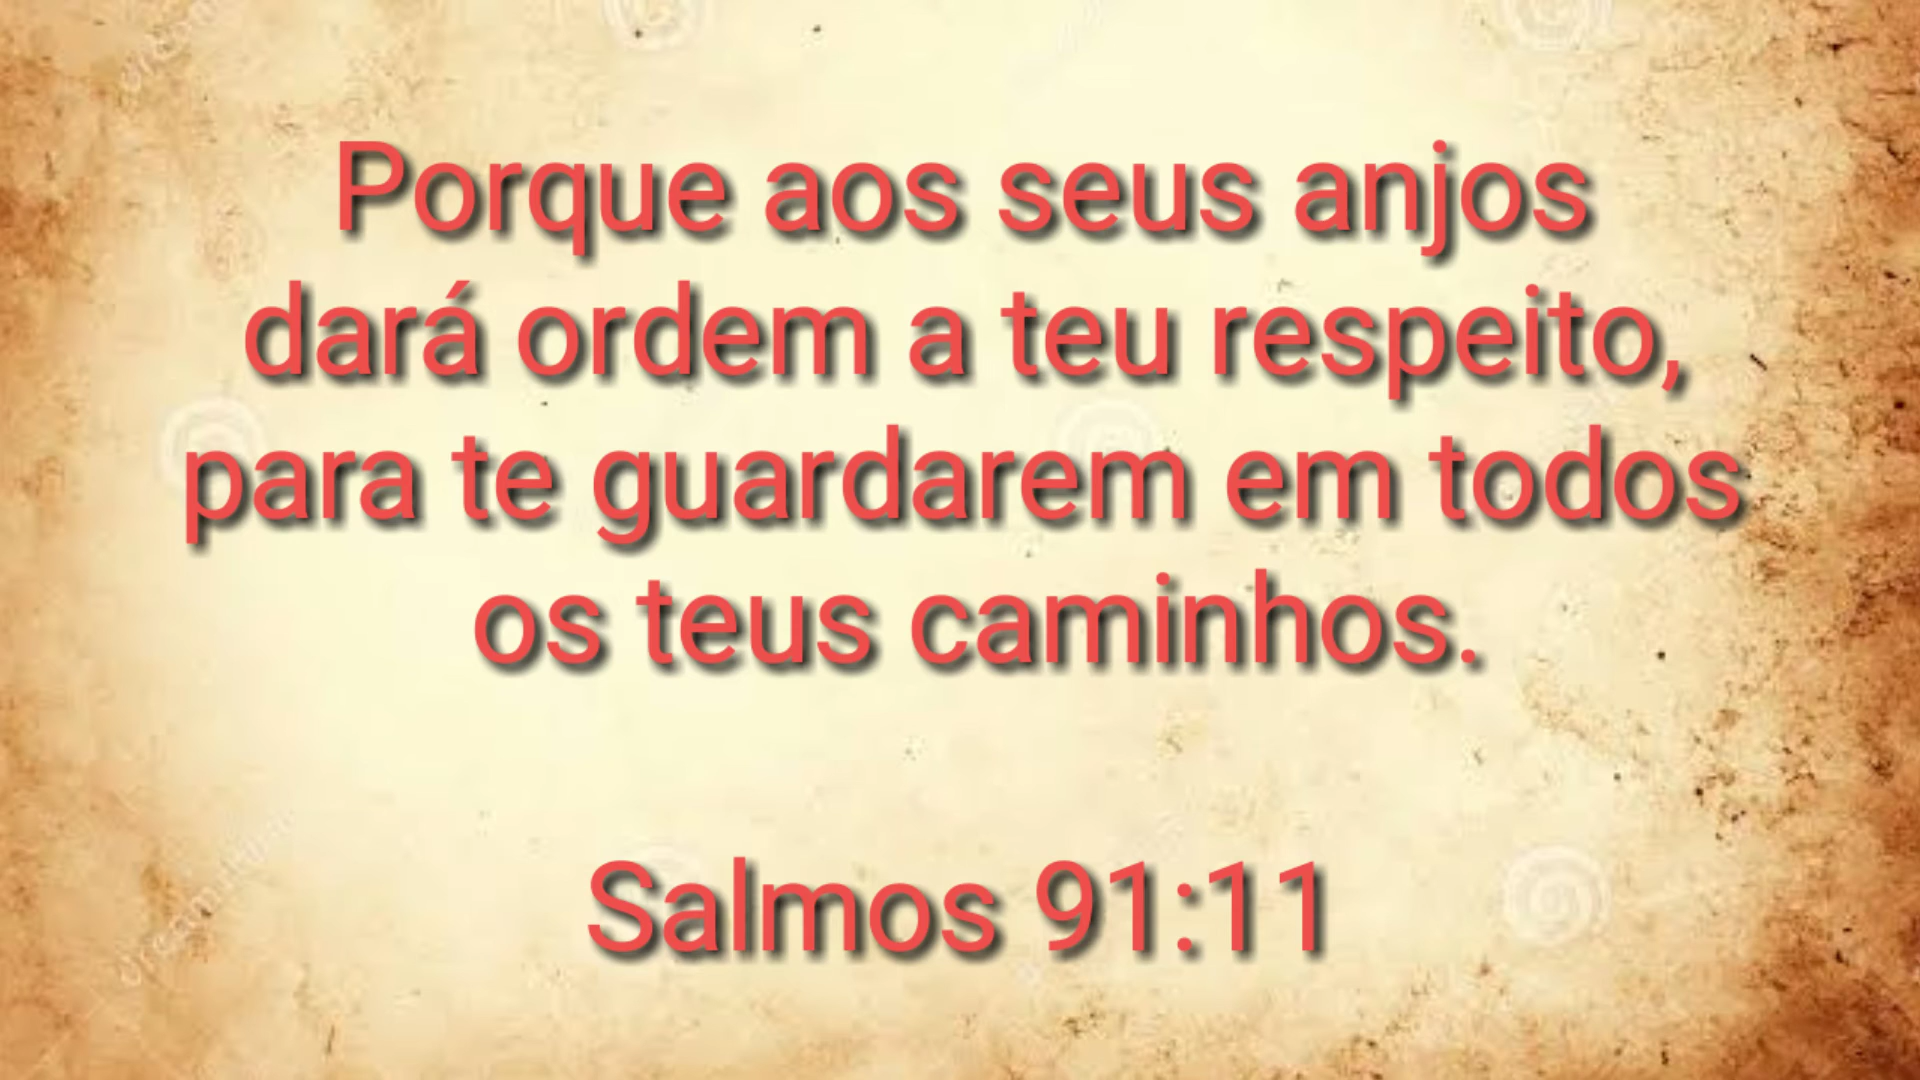 Porque aos seus anjos
dará ordem a teu respeito,
para te guardarem em todos
os teus caminhos.
Salmos 91:11